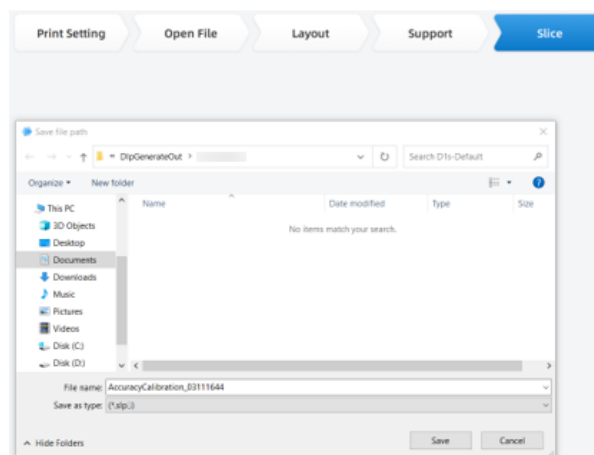 Print Setting Open File Layout Support Slice
Save file path
« DlpGenerateOut › Search D1s-Default
Organize New folder
Name Date modified Type Size
This PC
No items match your search.
3D Objects
Desktop
Documents
Downloads
Music
Pictures
Videos
Disk (C:)
Disk (D:)
File name: AccuracyCalibration_03111644
Save as type: (*.slp;)
Hide Folders Save Cancel